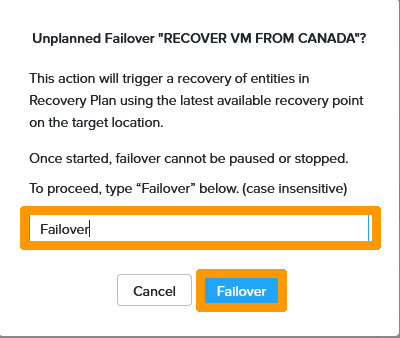 Unplanned Failover "RECOVER VM FROM CANADA"?
This action will trigger a recovery of entities in
Recovery Plan using the latest available recovery point
on the target location.
Once started, failover cannot be paused or stopped.
To proceed, type “Failover” below. (case insensitive)
Failover
Cancel
Failover